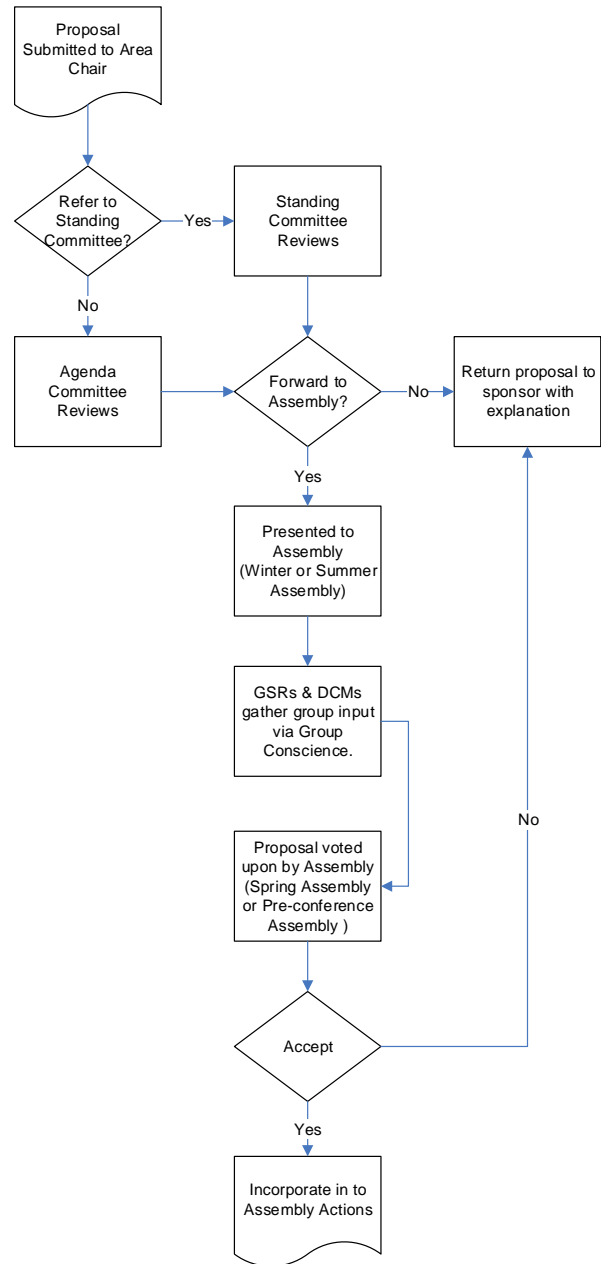 Proposal
Submitted to Area
Chair
Refer to
Standing
Committee?
Yes
Standing
Committee
Reviews
No
Agenda
Committee
Reviews
Forward to
Assembly?
No
Return proposal to
sponsor with
explanation
Yes
Presented to
Assembly
(Winter or Summer
Assembly)
GSRs & DCMs
gather group input
via Group
Conscience.
No
Proposal voted
upon by Assembly
(Spring Assembly
or Pre-conference
Assembly )
Accept
Yes
Incorporate in to
Assembly Actions